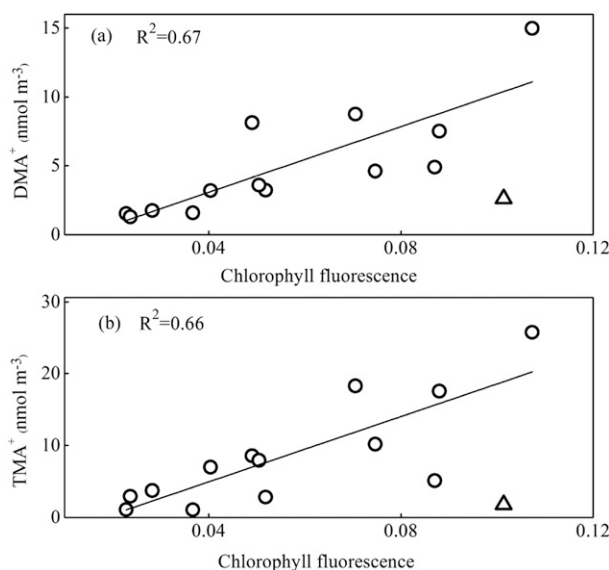 (a) R²=0.67
15
10
5
0
DMA⁺ (nmol m⁻³)
0.04 0.08 0.12
Chlorophyll fluorescence
(b) R²=0.66
30
20
10
0
TMA⁺ (nmol m⁻³)
0.04 0.08 0.12
Chlorophyll fluorescence